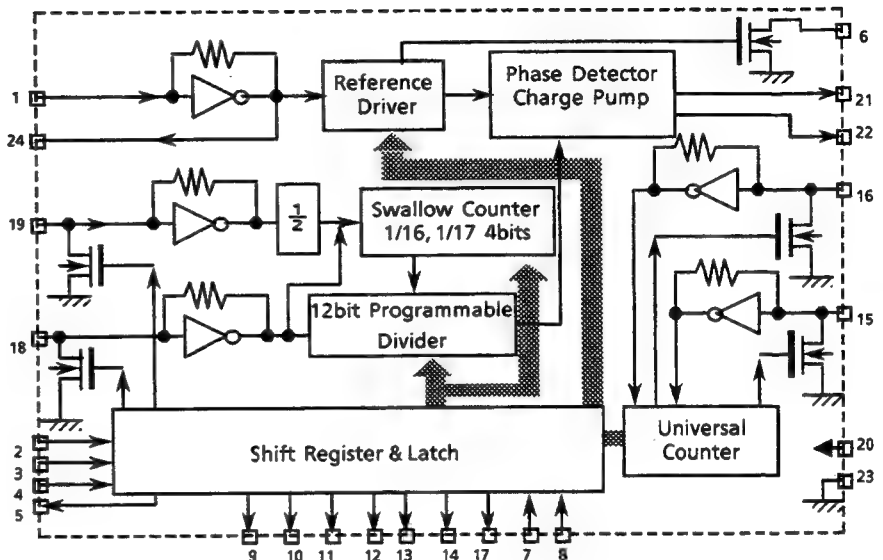 6
Reference
Driver
Phase Detector
Charge Pump
1
21
24
22
16
19
1/2
Swallow Counter
1/16, 1/17 4bits
12bit Programmable
Divider
15
18
Shift Register & Latch
Universal
Counter
20
23
2
3
4
5
9 10 11 12 13 14 17 7 8